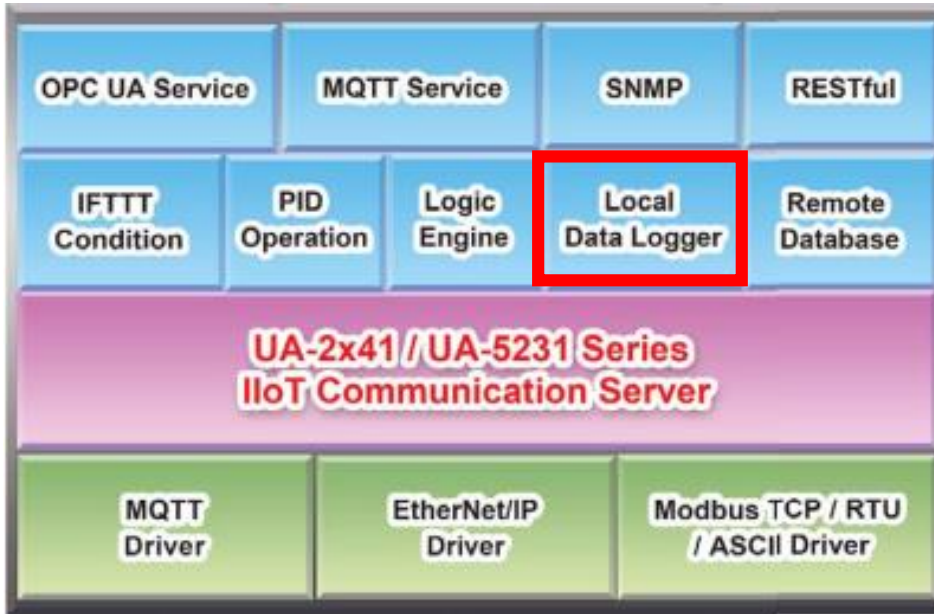 OPC UA Service
MQTT Service
SNMP
RESTful
IFTTT
Condition
PID
Operation
Logic
Engine
Local
Data Logger
Remote
Database
UA-2x41 / UA-5231 Series
IIoT Communication Server
MQTT
Driver
EtherNet/IP
Driver
Modbus TCP / RTU
/ ASCII Driver